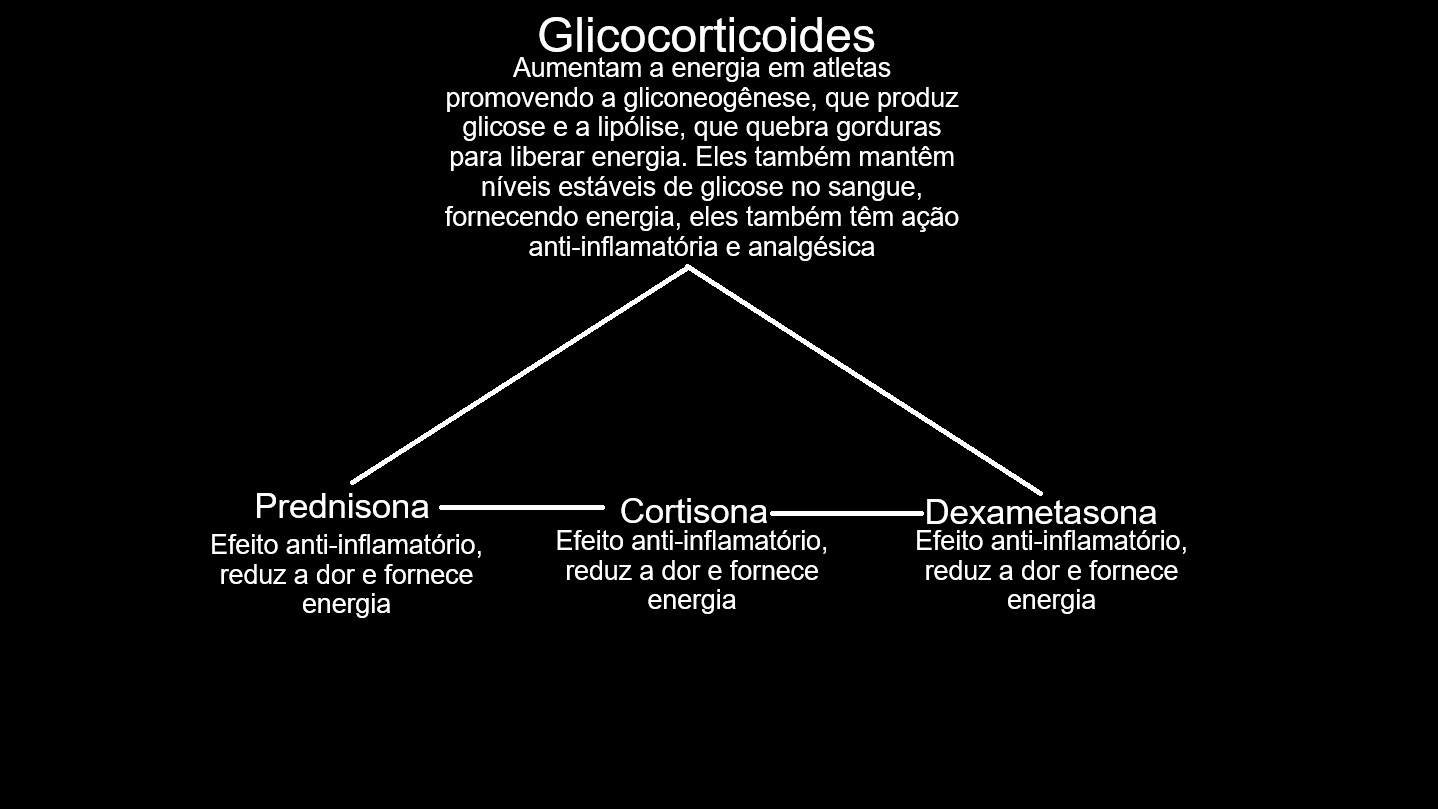 Glicocorticoides
Aumentam a energia em atletas
promovendo a gliconeogênese, que produz
glicose e a lipólise, que quebra gorduras
para liberar energia. Eles também mantêm
níveis estáveis de glicose no sangue,
fornecendo energia, eles também têm ação
anti-inflamatória e analgésica
Prednisona
Efeito anti-inflamatório,
reduz a dor e fornece
energia
Cortisona
Efeito anti-inflamatório,
reduz a dor e fornece
energia
Dexametasona
Efeito anti-inflamatório,
reduz a dor e fornece
energia